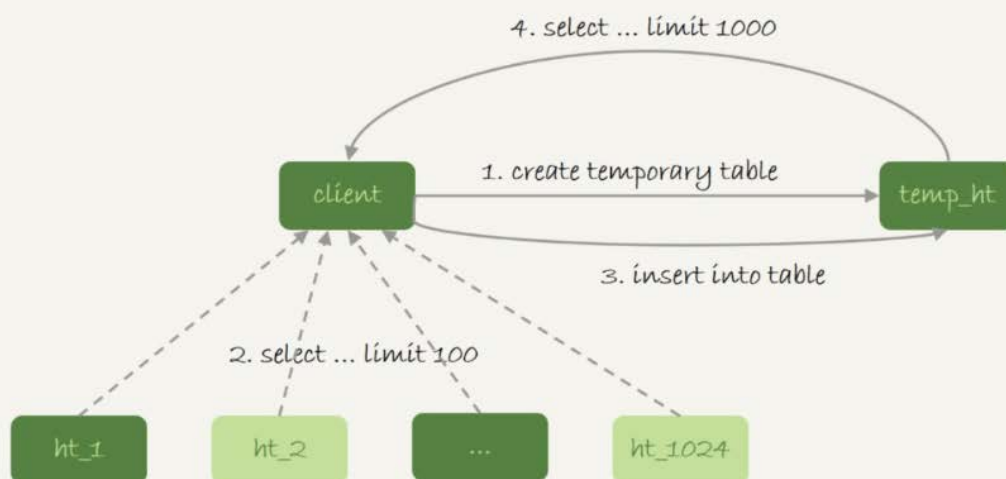 4. select ... limit 1000
1. create temporary table
client
temp_ht
3. insert into table
2. select ... limit 100
ht_1
ht_2
...
ht_1024